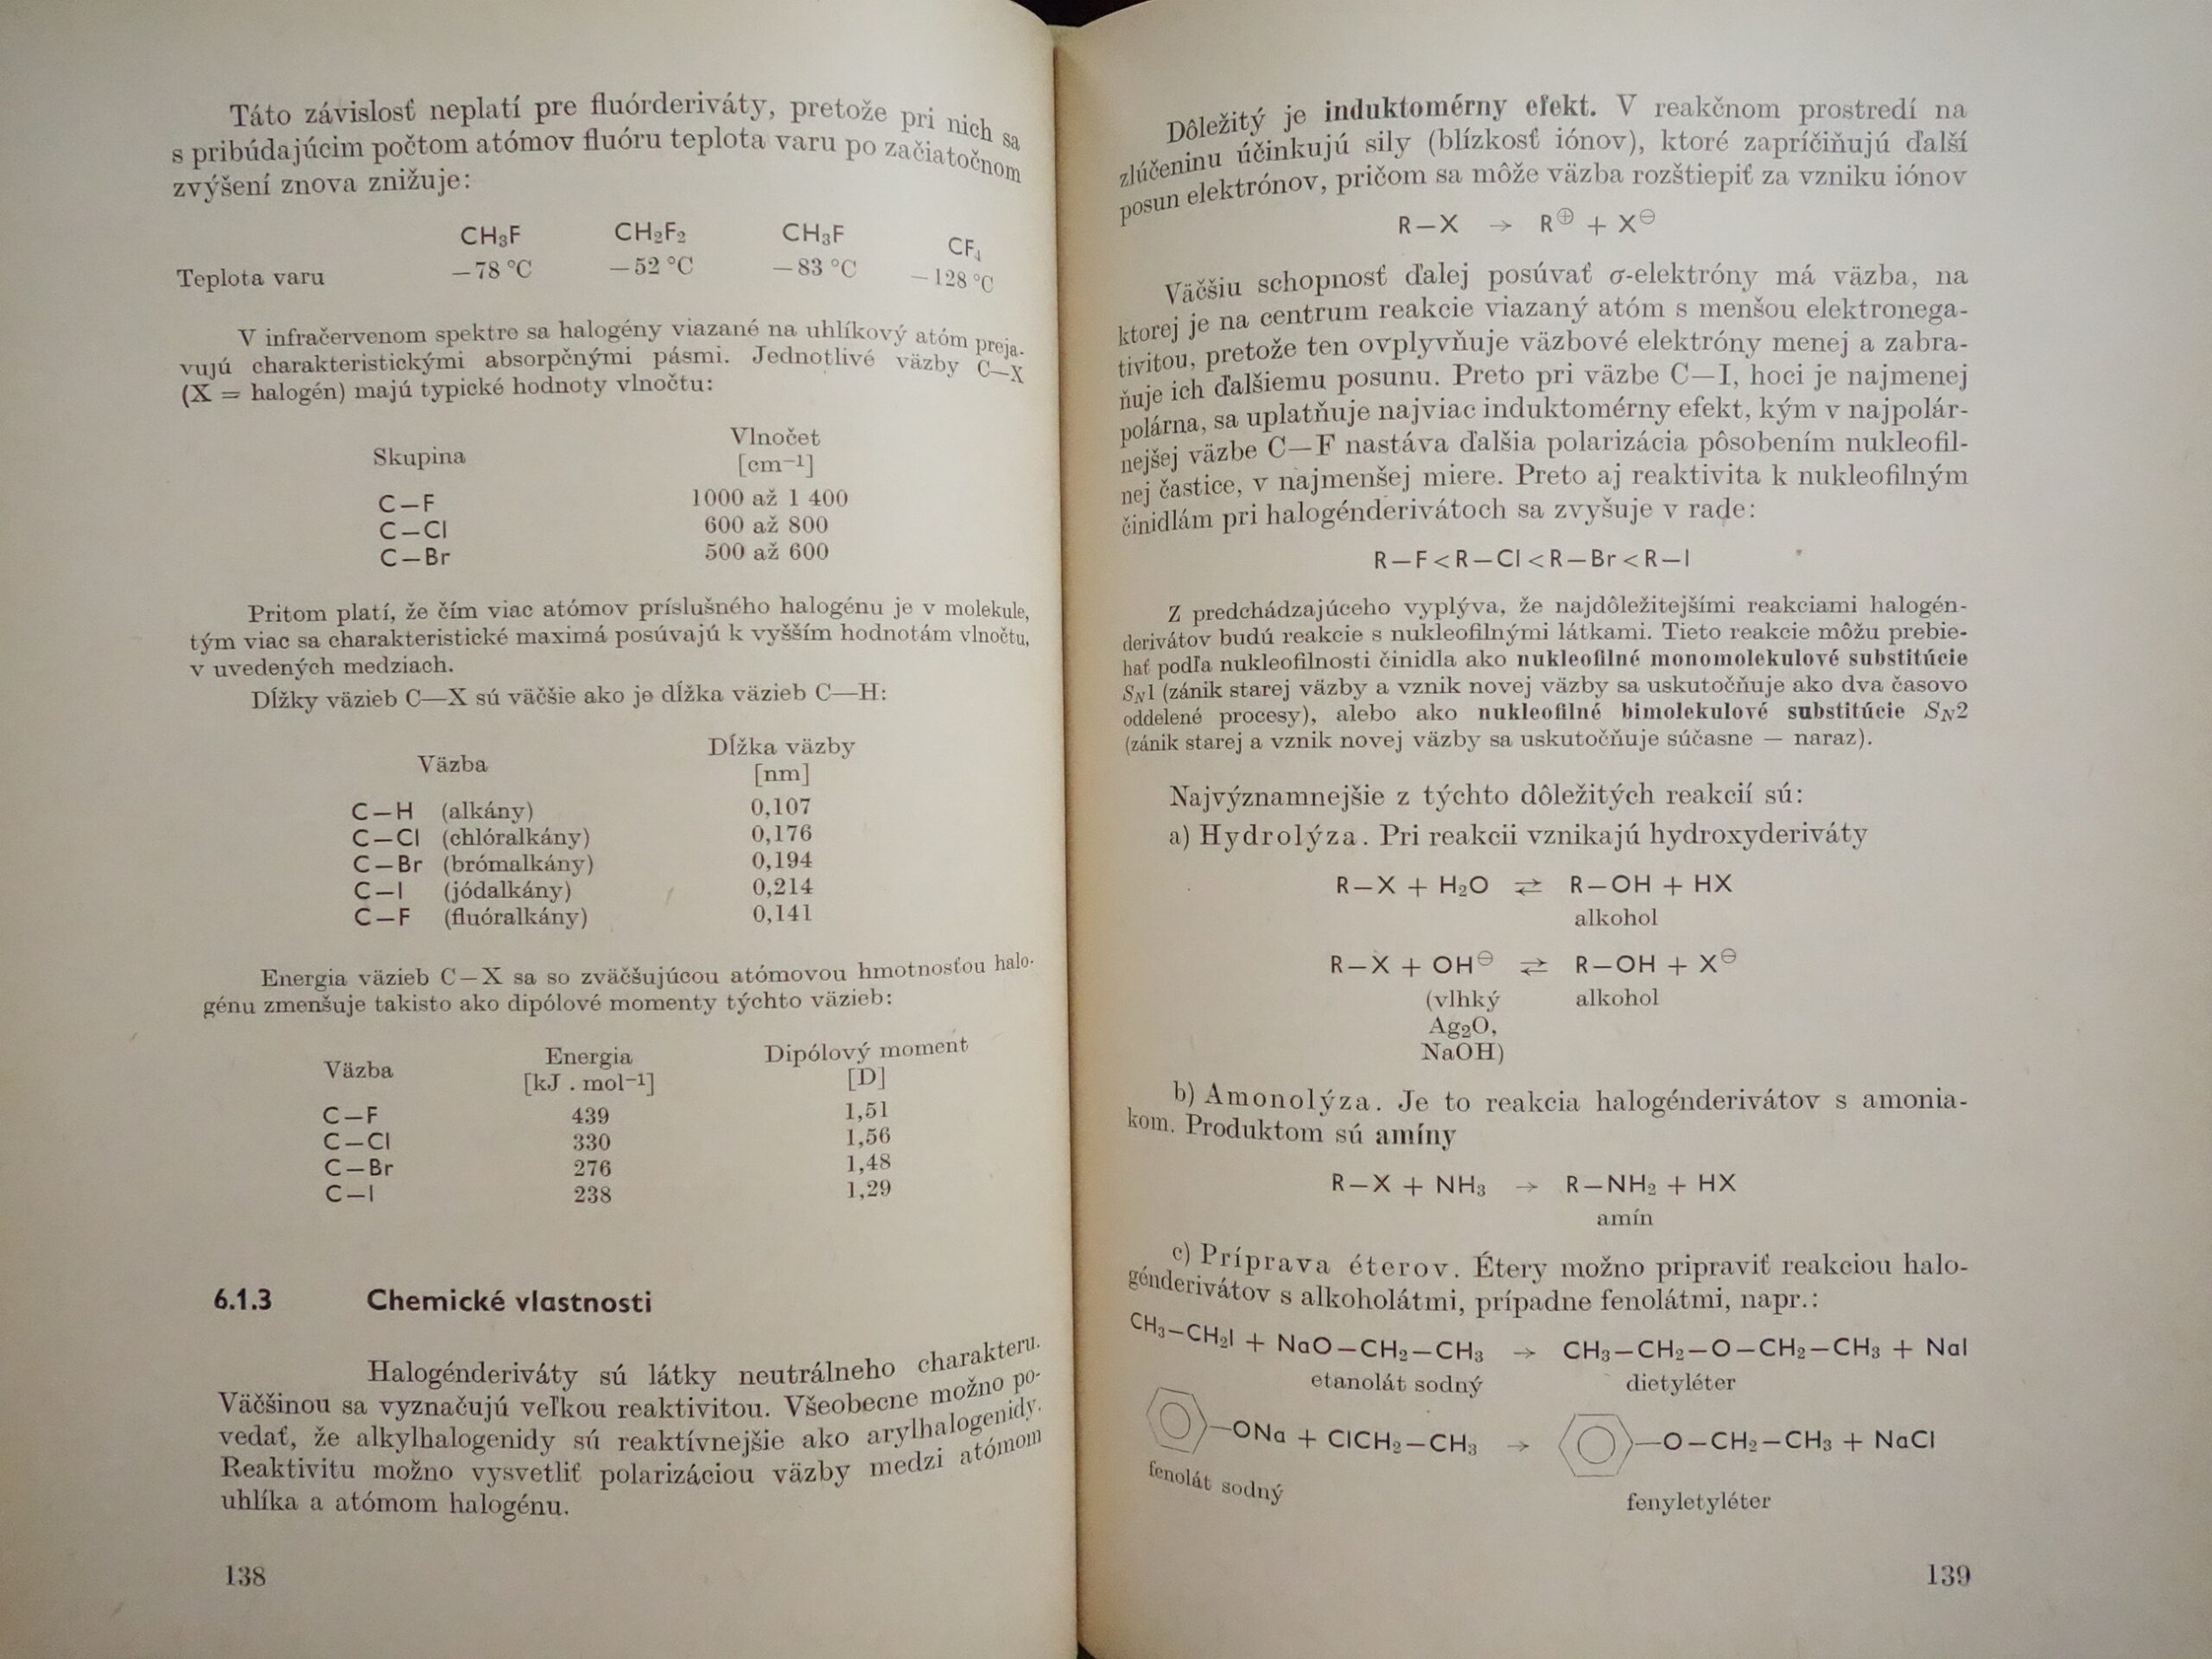 Táto závislosť neplatí pre fluórderiváty, pretože pri nich sa
s pribúdajúcim počtom atómov fluóru teplota varu po začiatočnom
zvýšení znova znižuje:
CH₃F CH₂F₂ CH₃F CF₄
Teplota varu —78 °C —52 °C —83 °C —128 °C
V infračervenom spektre sa halogény viazané na uhlíkový atóm preja-
vujú charakteristickými absorpčnými pásmi. Jednotlivé väzby C—X
(X = halogén) majú typické hodnoty vlnočtu:
Skupina Vlnočet
[cm⁻¹]
C—F 1000 až 1 400
C—Cl 600 až 800
C—Br 500 až 600
Pritom platí, že čím viac atómov príslušného halogénu je v molekule,
tým viac sa charakteristické maximá posúvajú k vyšším hodnotám vlnočtu,
v uvedených medziach.
Dĺžky väzieb C—X sú väčšie ako je dĺžka väzieb C—H:
Väzba Dĺžka väzby
[nm]
C—H (alkány) 0,107
C—Cl (chlóralkány) 0,176
C—Br (brómalkány) 0,194
C—I (jódalkány) 0,214
C—F (fluóralkány) 0,141
Energia väzieb C—X sa so zväčšujúcou atómovou hmotnosťou halo-
génu zmenšuje takisto ako dipólové momenty týchto väzieb:
Väzba Energia Dipólový moment
[kJ . mol⁻¹] [D]
C—F 439 1,51
C—Cl 330 1,56
C—Br 276 1,48
C—I 238 1,29
6.1.3 Chemické vlastnosti
Halogénderiváty sú látky neutrálneho charakteru.
Väčšinou sa vyznačujú veľkou reaktivitou. Všeobecne možno po-
vedať, že alkylhalogenidy sú reaktívnejšie ako arylhalogenidy.
Reaktivitu možno vysvetliť polarizáciou väzby medzi atómom
uhlíka a atómom halogénu.
138
Dôležitý je induktomérny efekt. V reakčnom prostredí na
zlúčeninu účinkujú sily (blízkosť iónov), ktoré zapríčiňujú ďalší
posun elektrónov, pričom sa môže väzba rozštiepiť za vzniku iónov
R—X → R⊕ + X⊖
Väčšiu schopnosť ďalej posúvať σ-elektróny má väzba, na
ktorej je na centrum reakcie viazaný atóm s menšou elektronega-
tivitou, pretože ten ovplyvňuje väzbové elektróny menej a zabra-
ňuje ich ďalšiemu posunu. Preto pri väzbe C—I, hoci je najmenej
polárna, sa uplatňuje najviac induktomérny efekt, kým v najpolár-
nejšej väzbe C—F nastáva ďalšia polarizácia pôsobením nukleofil-
nej častice, v najmenšej miere. Preto aj reaktivita k nukleofilným
činidlám pri halogénderivátoch sa zvyšuje v rade:
R—F<R—Cl<R—Br<R—I
Z predchádzajúceho vyplýva, že najdôležitejšími reakciami halogén-
derivátov budú reakcie s nukleofilnými látkami. Tieto reakcie môžu prebie-
hať podľa nukleofilnosti činidla ako nukleofilné monomolekulové substitúcie
S_N1 (zánik starej väzby a vznik novej väzby sa uskutočňuje ako dva časovo
oddelené procesy), alebo ako nukleofilné bimolekulové substitúcie S_N2
(zánik starej a vznik novej väzby sa uskutočňuje súčasne — naraz).
Najvýznamnejšie z týchto dôležitých reakcií sú:
a) Hydrolýza. Pri reakcii vznikajú hydroxyderiváty
R—X + H₂O ⇄ R—OH + HX
alkohol
R—X + OH⊖ ⇄ R—OH + X⊖
(vlhký alkohol
Ag₂O,
NaOH)
b) Amonolýza. Je to reakcia halogénderivátov s amonia-
kom. Produktom sú amíny
R—X + NH₃ → R—NH₂ + HX
amín
c) Príprava éterov. Étery možno pripraviť reakciou halo-
génderivátov s alkoholátmi, prípadne fenolátmi, napr.:
CH₃—CH₂I + NaO—CH₂—CH₃ → CH₃—CH₂—O—CH₂—CH₃ + NaI
etanolát sodný dietyléter
—ONa + ClCH₂—CH₃ → —O—CH₂—CH₃ + NaCl
fenolát sodný fenyletyléter
139